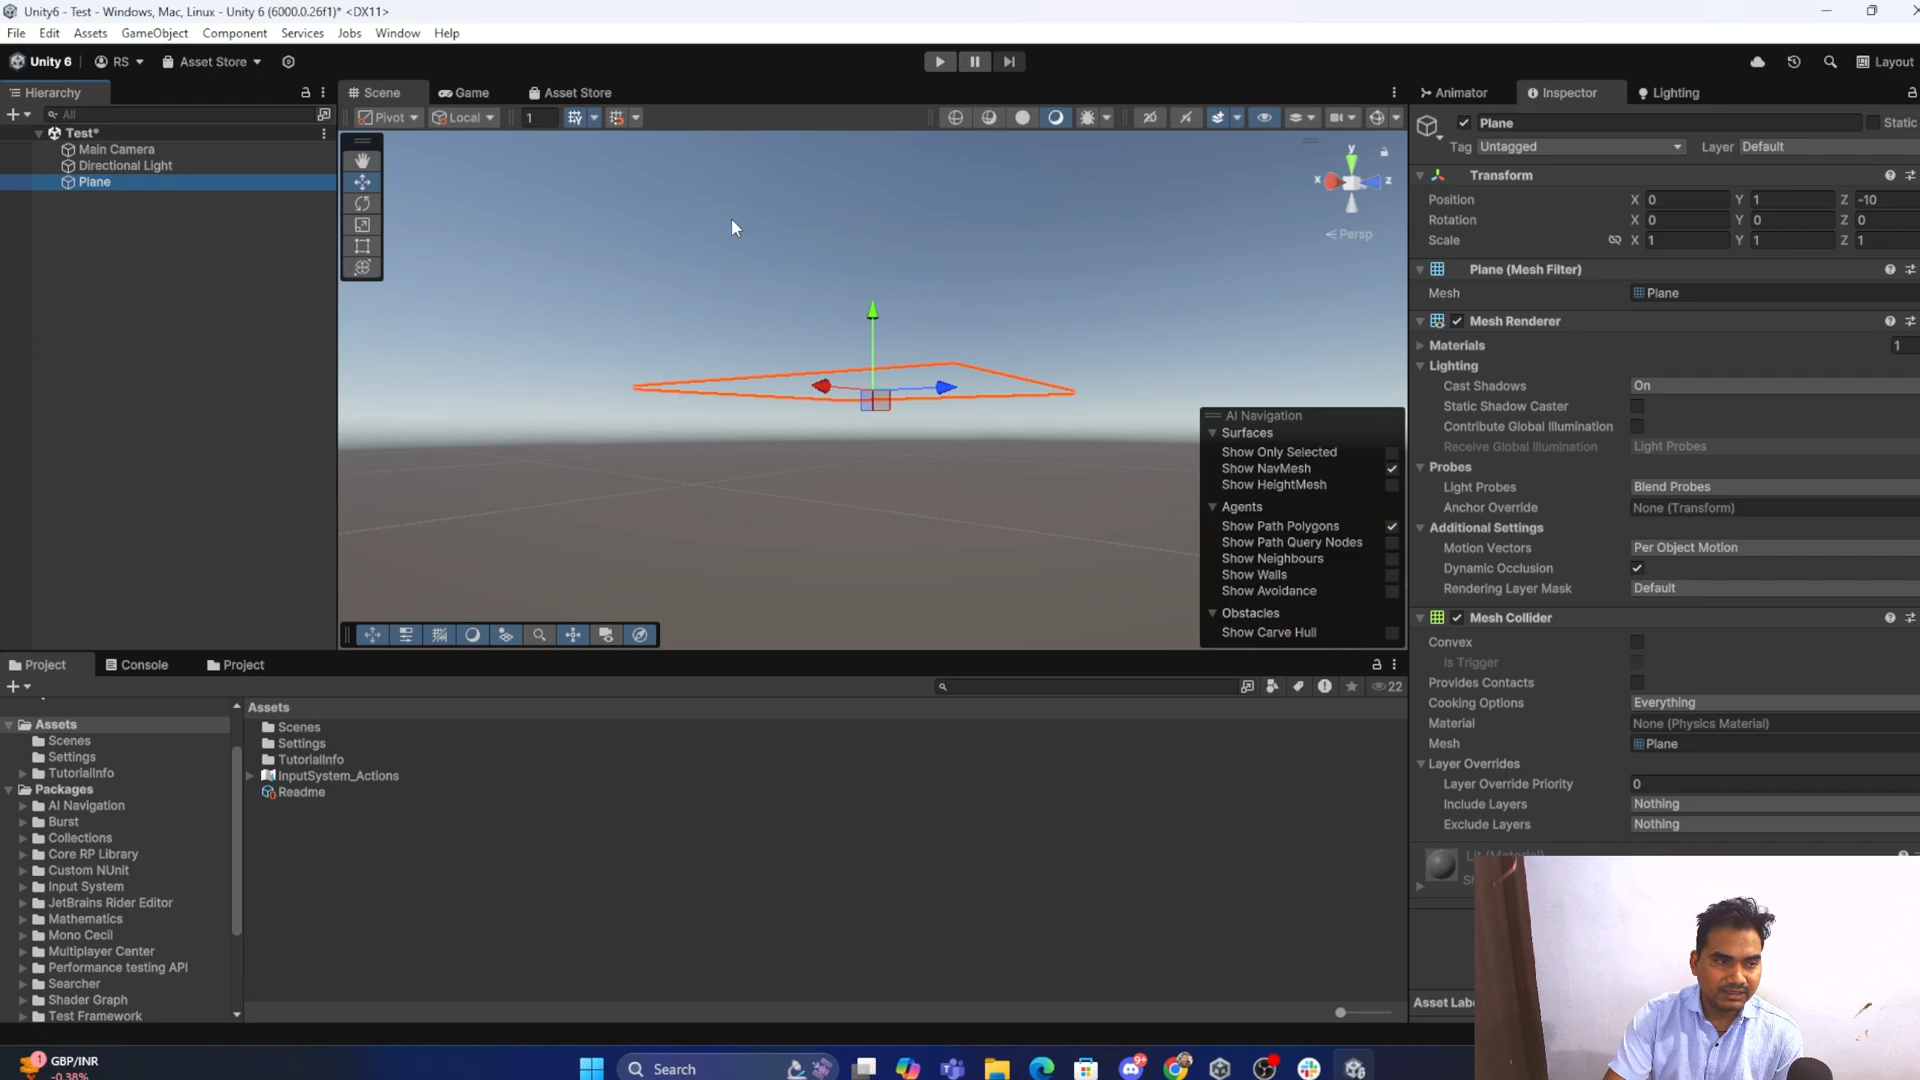 Unity6 - Test - Windows, Mac, Linux - Unity 6 (6000.0.26f1)* <DX11>
File Edit Assets GameObject Component Services Jobs Window Help
Unity 6 RS Asset Store Layout
Hierarchy
All
Test*
Main Camera
Directional Light
Plane
Scene Game Asset Store
Pivot Local 1
y
x z
Persp
AI Navigation
Surfaces
Show Only Selected
Show NavMesh
Show HeightMesh
Agents
Show Path Polygons
Show Path Query Nodes
Show Neighbours
Show Walls
Show Avoidance
Obstacles
Show Carve Hull
Animator Inspector Lighting
Plane Static
Tag Untagged Layer Default
Transform
Position X 0 Y 1 Z -10
Rotation X 0 Y 0 Z 0
Scale X 1 Y 1 Z 1
Plane (Mesh Filter)
Mesh Plane
Mesh Renderer
Materials 1
Lighting
Cast Shadows On
Static Shadow Caster
Contribute Global Illumination
Receive Global Illumination Light Probes
Probes
Light Probes Blend Probes
Anchor Override None (Transform)
Additional Settings
Motion Vectors Per Object Motion
Dynamic Occlusion
Rendering Layer Mask Default
Mesh Collider
Convex
Is Trigger
Provides Contacts
Cooking Options Everything
Material None (Physics Material)
Mesh Plane
Layer Overrides
Layer Override Priority 0
Include Layers Nothing
Exclude Layers Nothing
Asset Labe
Project Console Project
22
Assets
Scenes
Settings
TutorialInfo
Packages
AI Navigation
Burst
Collections
Core RP Library
Custom NUnit
Input System
JetBrains Rider Editor
Mathematics
Mono Cecil
Multiplayer Center
Performance testing API
Searcher
Shader Graph
Test Framework
Assets
Scenes
Settings
TutorialInfo
InputSystem_Actions
Readme
1
GBP/INR
-0.38%
Search
9+